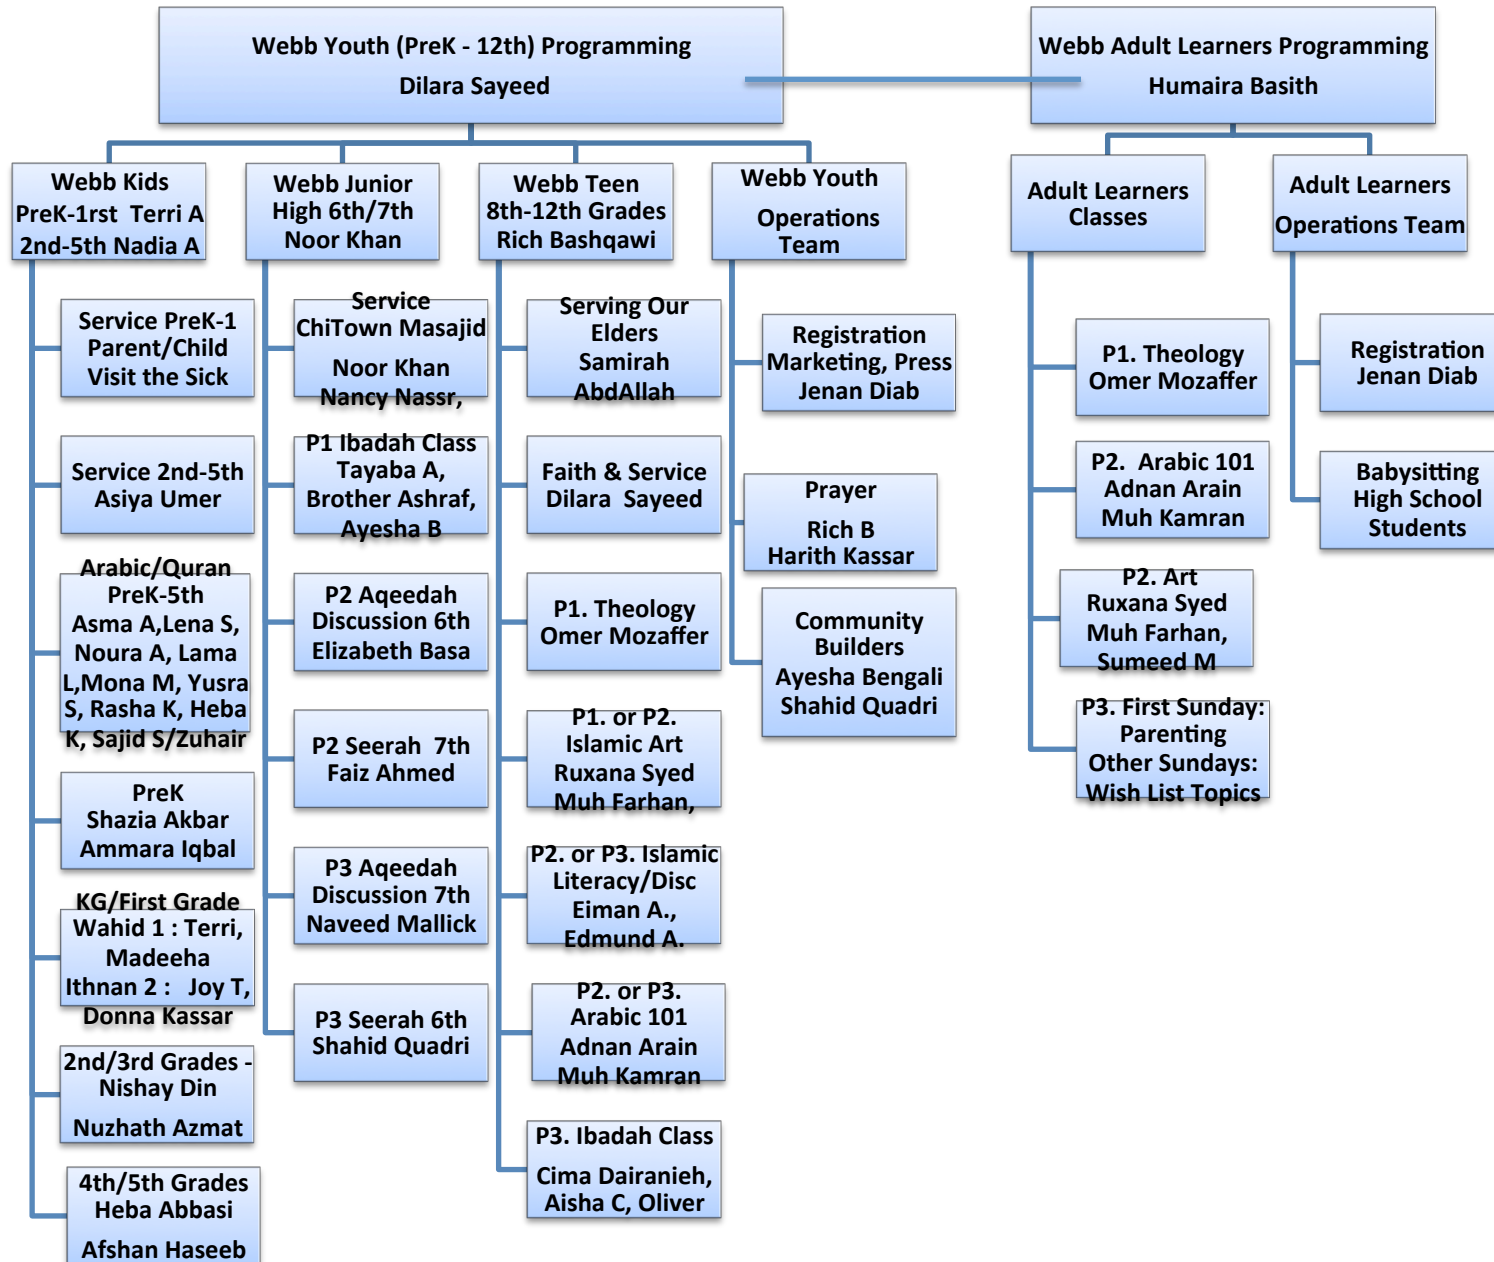 Webb Youth (PreK - 12th) Programming
Dilara Sayeed
Webb Adult Learners Programming
Humaira Basith
Webb Kids
PreK-1rst  Terri A
2nd-5th Nadia A
Webb Junior
High 6th/7th
Noor Khan
Webb Teen
8th-12th Grades
Rich Bashqawi
Webb Youth
Operations
Team
Adult Learners
Classes
Adult Learners
Operations Team
Service PreK-1
Parent/Child
Visit the Sick
Service 2nd-5th
Asiya Umer
Arabic/Quran
PreK-5th
Asma A,Lena S,
Noura A, Lama
L,Mona M, Yusra
S, Rasha K, Heba
K, Sajid S/Zuhair
PreK
Shazia Akbar
Ammara Iqbal
KG/First Grade
Wahid 1 : Terri,
Madeeha
Ithnan 2 :   Joy T,
Donna Kassar
2nd/3rd Grades -
Nishay Din
Nuzhath Azmat
4th/5th Grades
Heba Abbasi
Afshan Haseeb
Service
ChiTown Masajid
Noor Khan
Nancy Nassr,
P1 Ibadah Class
Tayaba A,
Brother Ashraf,
Ayesha B
P2 Aqeedah
Discussion 6th
Elizabeth Basa
P2 Seerah  7th
Faiz Ahmed
P3 Aqeedah
Discussion 7th
Naveed Mallick
P3 Seerah 6th
Shahid Quadri
Serving Our
Elders
Samirah
AbdAllah
Faith & Service
Dilara  Sayeed
P1. Theology
Omer Mozaffer
P1. or P2.
Islamic Art
Ruxana Syed
Muh Farhan,
P2. or P3. Islamic
Literacy/Disc
Eiman A.,
Edmund A.
P2. or P3.
Arabic 101
Adnan Arain
Muh Kamran
P3. Ibadah Class
Cima Dairanieh,
Aisha C, Oliver
Registration
Marketing, Press
Jenan Diab
Prayer
Rich B
Harith Kassar
Community
Builders
Ayesha Bengali
Shahid Quadri
P1. Theology
Omer Mozaffer
P2.  Arabic 101
Adnan Arain
Muh Kamran
P2. Art
Ruxana Syed
Muh Farhan,
Sumeed M
P3. First Sunday:
Parenting
Other Sundays:
Wish List Topics
Registration
Jenan Diab
Babysitting
High School
Students